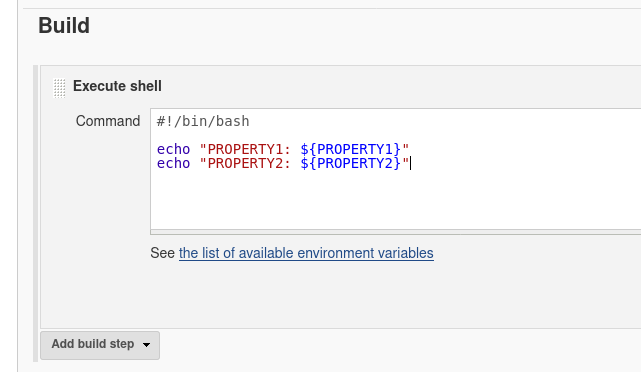 Build
Execute shell
Command
#!/bin/bash
echo "PROPERTY1: ${PROPERTY1}"
echo "PROPERTY2: ${PROPERTY2}"
See the list of available environment variables
Add build step